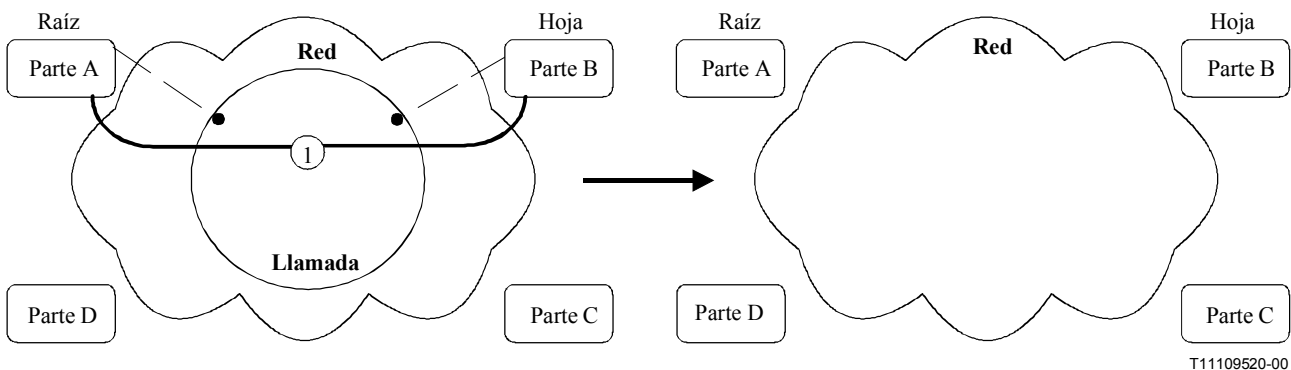 Raíz
Hoja
Parte A
Red
Parte B
1
Llamada
Parte D
Parte C
Raíz
Hoja
Parte A
Red
Parte B
Parte D
Parte C
T11109520-00